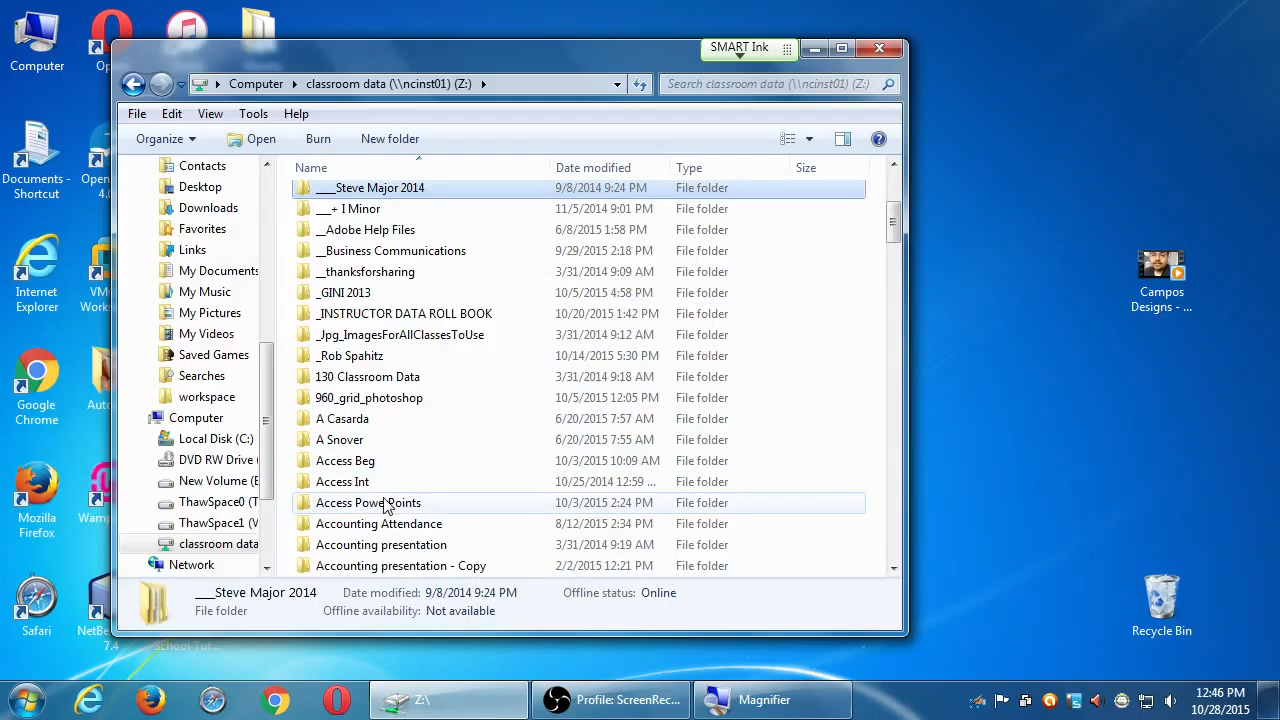 Computer
Op
SMART Ink
Computer
classroom data (\\ncinst01) (Z:)
Search classroom data (\\ncinst01) (Z:)
File Edit View Tools Help
Organize Open Burn New folder
Name Date modified Type Size
Contacts
Desktop
Downloads
Favorites
Links
My Documents
My Music
My Pictures
My Videos
Saved Games
Searches
workspace
Computer
Local Disk (C:)
DVD RW Drive (
New Volume (E
ThawSpace0 (T
ThawSpace1 (V
classroom data
Network
___Steve Major 2014 9/8/2014 9:24 PM File folder
___+ I Minor 11/5/2014 9:01 PM File folder
__Adobe Help Files 6/8/2015 1:58 PM File folder
__Business Communications 9/29/2015 2:18 PM File folder
__thanksforsharing 3/31/2014 9:09 AM File folder
_GINI 2013 10/5/2015 4:58 PM File folder
_INSTRUCTOR DATA ROLL BOOK 10/20/2015 1:42 PM File folder
_Jpg_ImagesForAllClassesToUse 3/31/2014 9:12 AM File folder
_Rob Spahitz 10/14/2015 5:30 PM File folder
130 Classroom Data 3/31/2014 9:18 AM File folder
960_grid_photoshop 10/5/2015 12:05 PM File folder
A Casarda 6/20/2015 7:57 AM File folder
A Snover 6/20/2015 7:55 AM File folder
Access Beg 10/3/2015 10:09 AM File folder
Access Int 10/25/2014 12:59 ... File folder
Access PowerPoints 10/3/2015 2:24 PM File folder
Accounting Attendance 8/12/2015 2:34 PM File folder
Accounting presentation 3/31/2014 9:19 AM File folder
Accounting presentation - Copy 2/2/2015 12:21 PM File folder
___Steve Major 2014 Date modified: 9/8/2014 9:24 PM Offline status: Online
File folder Offline availability: Not available
Documents -
Shortcut
Open
4.
Internet
Explorer
VM
Work
Google
Chrome
Auto
Mozilla
Firefox
Wamp
Safari
NetBe
7.4
School Tut...
Campos
Designs - ...
Recycle Bin
Z:\
Profile: ScreenRec...
Magnifier
12:46 PM
10/28/2015